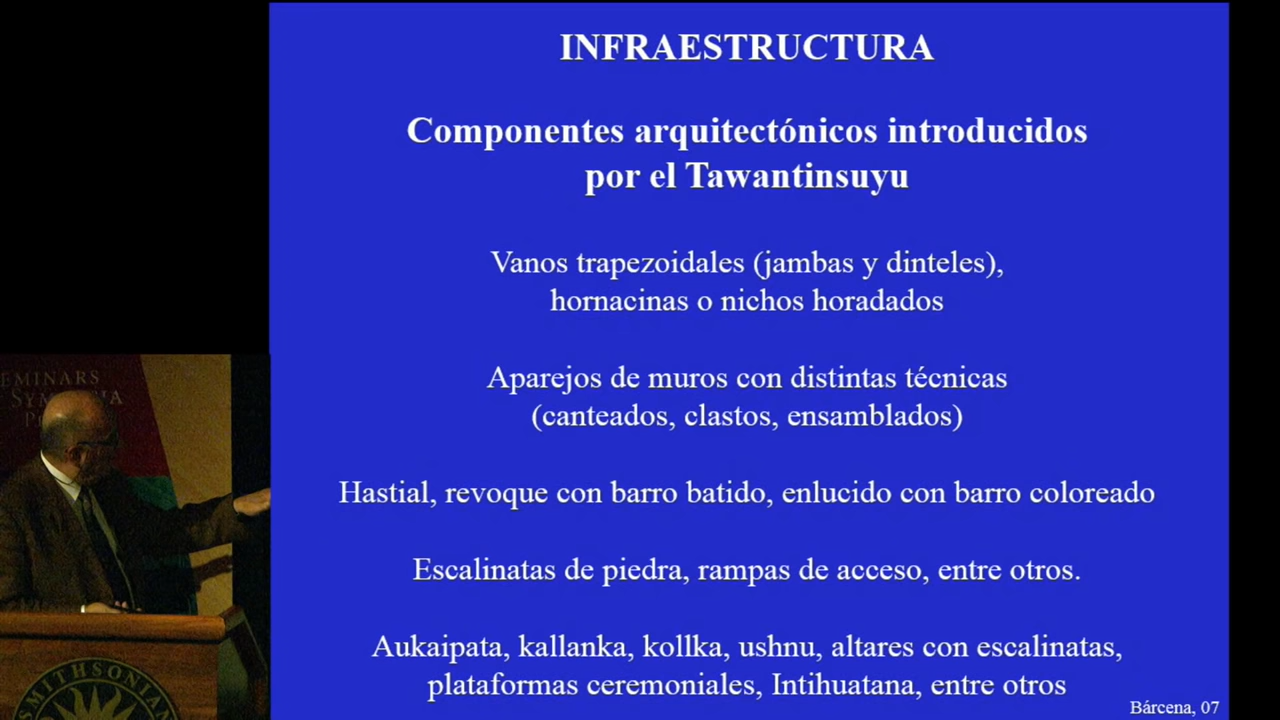 INFRAESTRUCTURA
Componentes arquitectónicos introducidos
por el Tawantinsuyu
Vanos trapezoidales (jambas y dinteles),
hornacinas o nichos horadados
Aparejos de muros con distintas técnicas
(canteados, clastos, ensamblados)
Hastial, revoque con barro batido, enlucido con barro coloreado
Escalinatas de piedra, rampas de acceso, entre otros.
Aukaipata, kallanka, kollka, ushnu, altares con escalinatas,
plataformas ceremoniales, Intihuatana, entre otros
Bárcena, 07
EMINARS
SMITHSONIAN